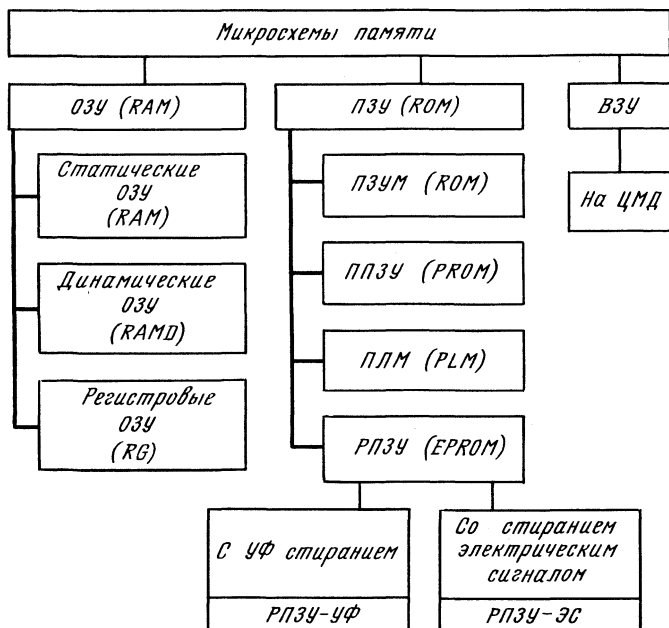 Микросхемы памяти
ОЗУ (RAM)
ПЗУ (ROM)
ВЗУ
Статические
ОЗУ
(RAM)
Динамические
ОЗУ
(RAMD)
Регистровые
ОЗУ
(RG)
ПЗУМ (ROM)
ППЗУ (PROM)
ПЛМ (PLM)
РПЗУ (EPROM)
На ЦМД
С УФ стиранием
РПЗУ-УФ
Со стиранием
электрическим
сигналом
РПЗУ-ЭС